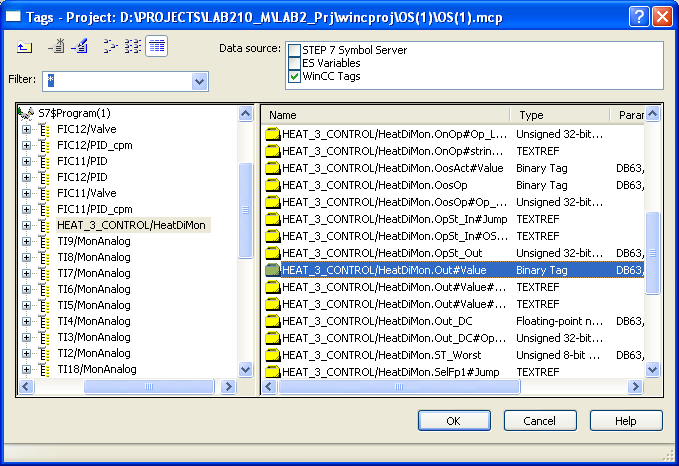 Tags - Project: D:\PROJECTS\LAB210_M\LAB2_Prj\wincproj\OS(1)\OS(1).mcp
Data source:
STEP 7 Symbol Server
ES Variables
WinCC Tags
Filter:
*
S7$Program(1)
FIC12/Valve
FIC12/PID_cpm
FIC11/PID
FIC12/PID
FIC11/Valve
FIC11/PID_cpm
HEAT_3_CONTROL/HeatDiMon
TI9/MonAnalog
TI8/MonAnalog
TI7/MonAnalog
TI6/MonAnalog
TI5/MonAnalog
TI4/MonAnalog
TI3/MonAnalog
TI2/MonAnalog
TI18/MonAnalog
Name Type Param
HEAT_3_CONTROL/HeatDiMon.OnOp#Op_L... Unsigned 32-bit...
HEAT_3_CONTROL/HeatDiMon.OnOp#strin... TEXTREF
HEAT_3_CONTROL/HeatDiMon.OosAct#Value Binary Tag DB63,
HEAT_3_CONTROL/HeatDiMon.OosOp Binary Tag DB63,
HEAT_3_CONTROL/HeatDiMon.OosOp#Op_... Unsigned 32-bit...
HEAT_3_CONTROL/HeatDiMon.OpSt_In#Jump TEXTREF
HEAT_3_CONTROL/HeatDiMon.OpSt_In#OS... TEXTREF
HEAT_3_CONTROL/HeatDiMon.OpSt_Out Unsigned 32-bit... DB63,
HEAT_3_CONTROL/HeatDiMon.Out#Value Binary Tag DB63,
HEAT_3_CONTROL/HeatDiMon.Out#Value#... TEXTREF
HEAT_3_CONTROL/HeatDiMon.Out#Value#... TEXTREF
HEAT_3_CONTROL/HeatDiMon.Out_DC Floating-point n... DB63,
HEAT_3_CONTROL/HeatDiMon.Out_DC#Op... Unsigned 32-bit...
HEAT_3_CONTROL/HeatDiMon.ST_Worst Unsigned 8-bit ... DB63,
HEAT_3_CONTROL/HeatDiMon.SelFp1#Jump TEXTREF
OK Cancel Help